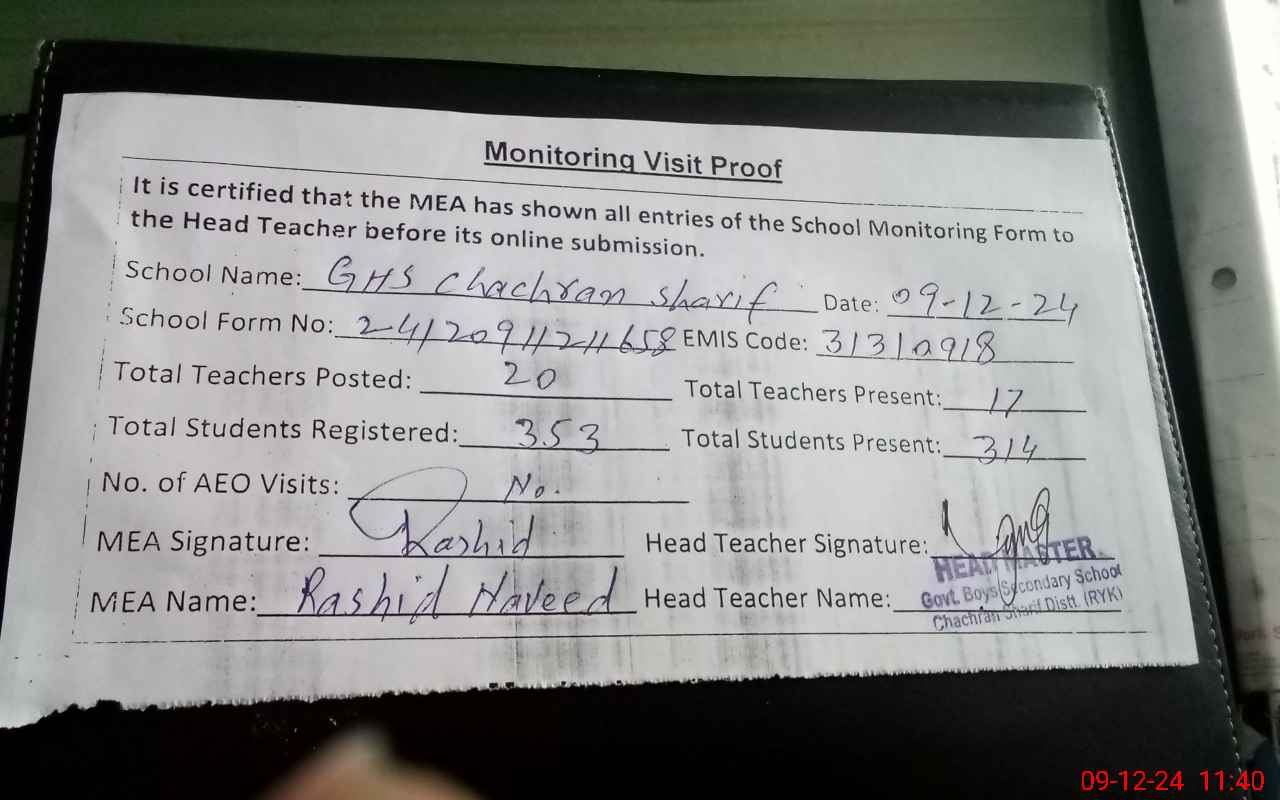 Monitoring Visit Proof
It is certified that the MEA has shown all entries of the School Monitoring Form to
the Head Teacher before its online submission.
School Name: GHS Chachran Sharif Date: 09-12-24
School Form No: 24120911211658 EMIS Code: 31310918
Total Teachers Posted: 20 Total Teachers Present: 17
Total Students Registered: 353 Total Students Present: 314
No. of AEO Visits: No.
MEA Signature: Rashid Head Teacher Signature:
MEA Name: Rashid Naveed Head Teacher Name:
HEAD MASTER
Govt. Boys Secondary School
Chachran Sharif Distt. (RYK)
09-12-24 11:40